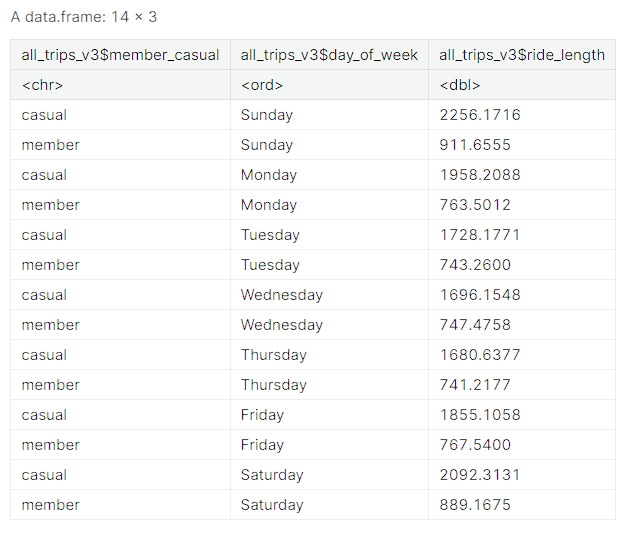 A data.frame: 14 × 3
all_trips_v3$member_casual all_trips_v3$day_of_week all_trips_v3$ride_length
<chr> <ord> <dbl>
casual Sunday 2256.1716
member Sunday 911.6555
casual Monday 1958.2088
member Monday 763.5012
casual Tuesday 1728.1771
member Tuesday 743.2600
casual Wednesday 1696.1548
member Wednesday 747.4758
casual Thursday 1680.6377
member Thursday 741.2177
casual Friday 1855.1058
member Friday 767.5400
casual Saturday 2092.3131
member Saturday 889.1675